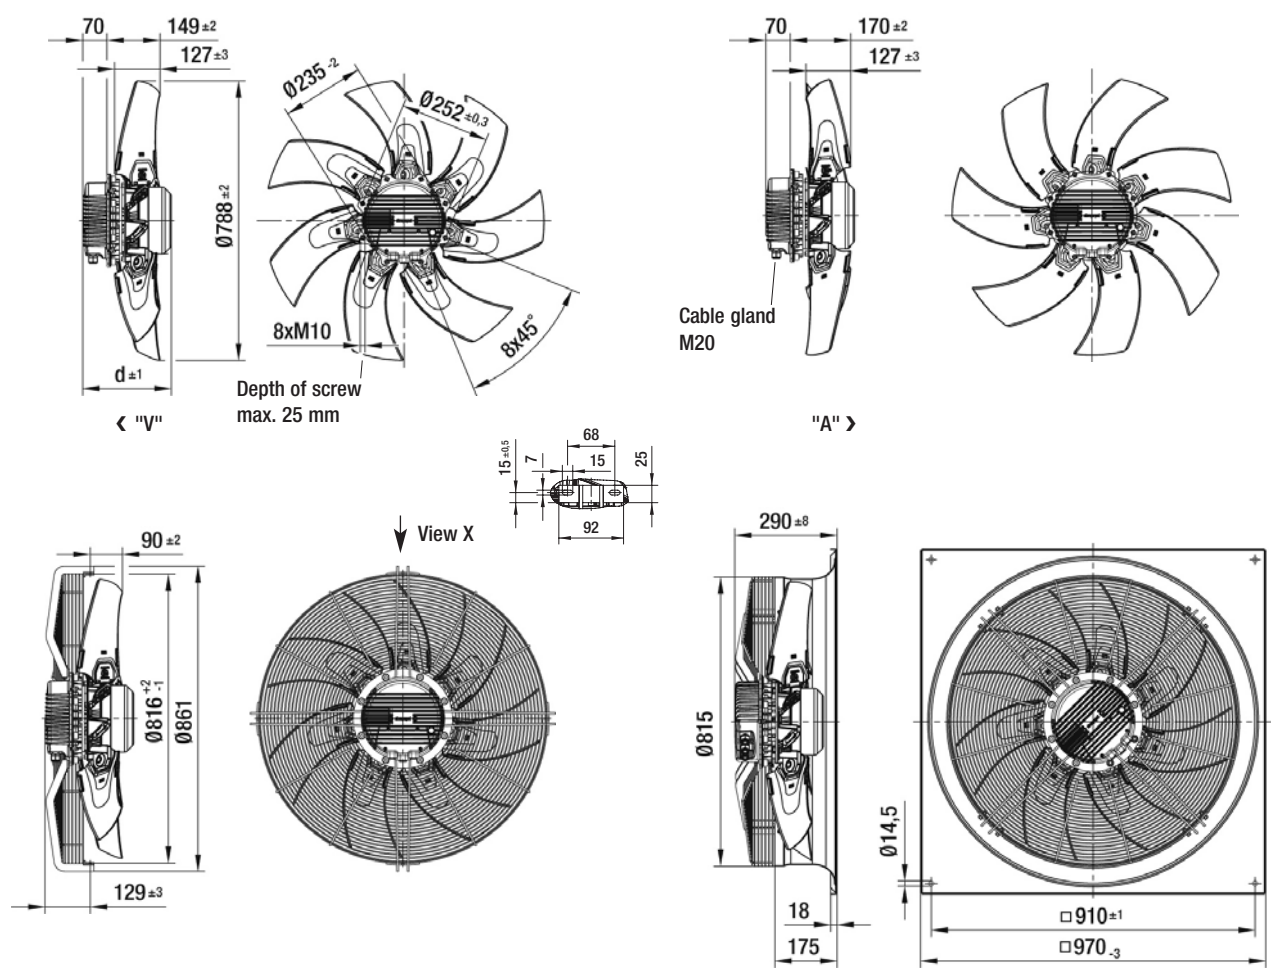 70
149 ±2
127 ±3
Ø235 -2
Ø252 ±0,3
Ø788 ±2
8xM10
8x45°
Depth of screw
max. 25 mm
d ±1
❮ "V"
70
170 ±2
127 ±3
Cable gland
M20
"A" ❯
68
15 ±0,5
7
15
25
92
View X
90 ±2
Ø816 +2 -1
Ø861
129 ±3
290 ±8
Ø815
18
175
Ø14,5
□ 910 ±1
□ 970 -3